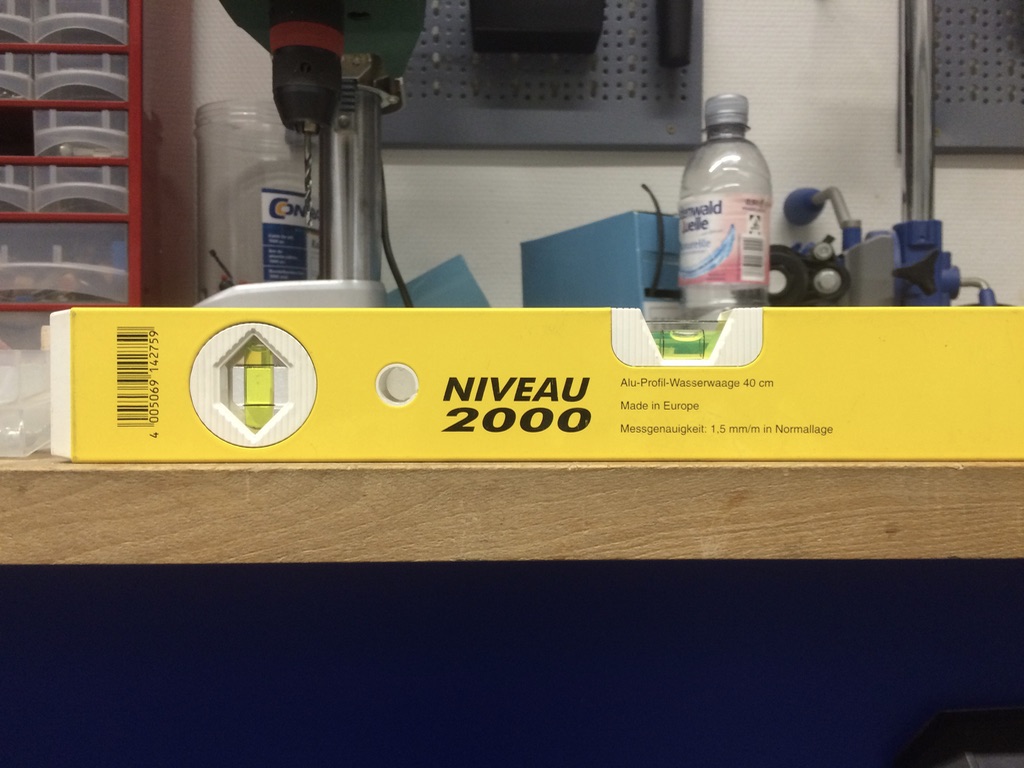 NIVEAU
2000
Alu-Profil-Wasserwaage 40 cm
Made in Europe
Messgenauigkeit: 1,5 mm/m in Normallage
4 005069 142759